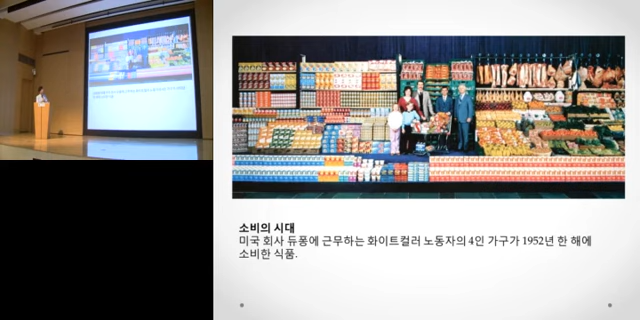 소비의 시대
미국 회사 듀퐁에 근무하는 화이트컬러 노동자의 4인 가구가 1952년 한 해에
소비한 식품.